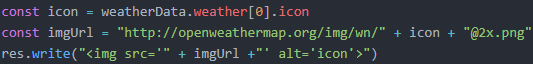 const icon = weatherData.weather[0].icon
const imgUrl = "http://openweathermap.org/img/wn/" + icon + "@2x.png"
res.write("<img src='" + imgUrl +"' alt='icon'>")